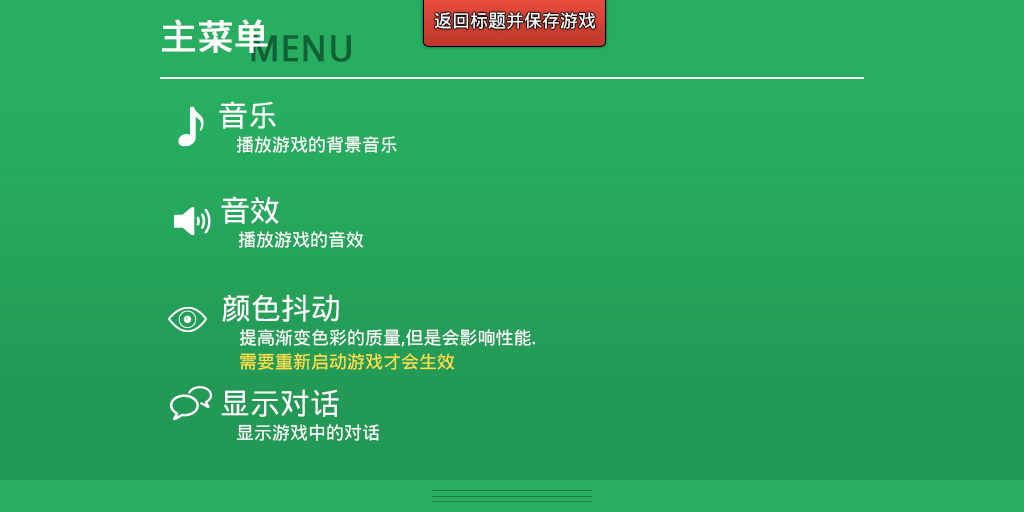 返回标题并保存游戏
主菜单
MENU
音乐
播放游戏的背景音乐
音效
播放游戏的音效
颜色抖动
提高渐变色彩的质量,但是会影响性能.
需要重新启动游戏才会生效
显示对话
显示游戏中的对话